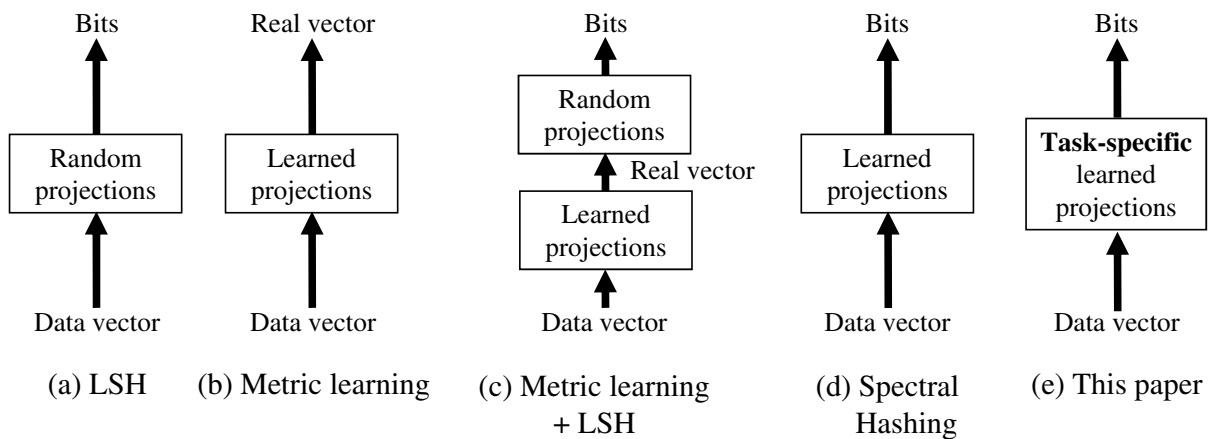 Bits
Random
projections
Data vector
(a) LSH
Real vector
Learned
projections
Data vector
(b) Metric learning
Bits
Random
projections
Real vector
Learned
projections
Data vector
(c) Metric learning
+ LSH
Bits
Learned
projections
Data vector
(d) Spectral
Hashing
Bits
Task-specific
learned
projections
Data vector
(e) This paper